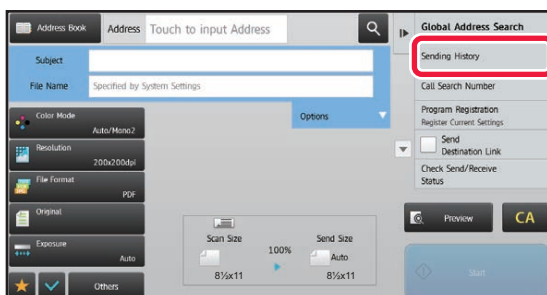 Address Book
Address
Touch to input Address
Subject
File Name
Specified by System Settings
Options
Color Mode
Auto/Mono2
Resolution
200x200dpi
File Format
PDF
Original
Exposure
Auto
Others
Scan Size
8½x11
100%
Send Size
Auto
8½x11
Global Address Search
Sending History
Call Search Number
Program Registration
Register Current Settings
Send
Destination Link
Check Send/Receive
Status
Preview
CA
Start